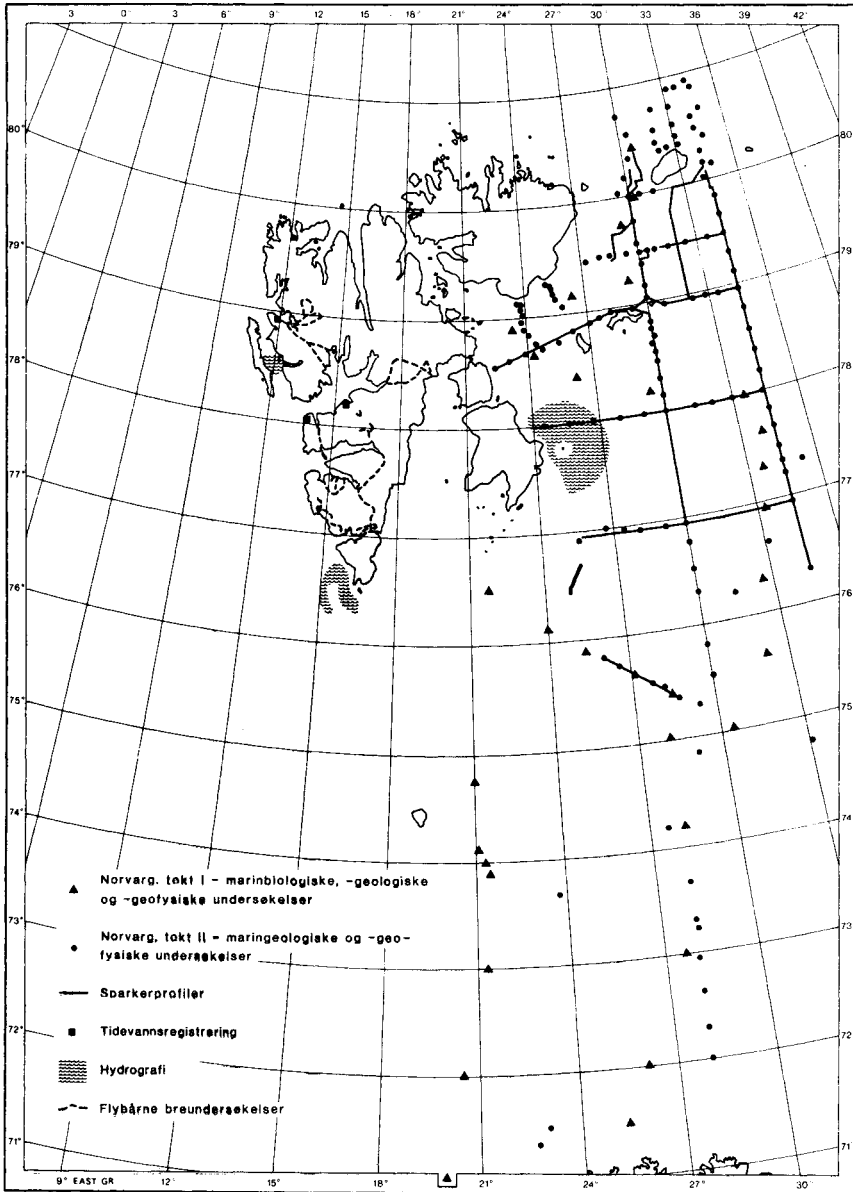 3 0° 3° 6° 9° 12 15° 18° 21° 24° 27° 30 33° 36° 39 42°
80° 80
79° 79
78° 78
77° 77
76° 76
75° 75
74° 74
73° 73
72° 72
71° 71
▲ Norvarg. tokt I – marinbiologiske, -geologiske
og -geofysiske undersøkelser
● Norvarg, tokt II – maringeologiske og -geo-
fysiske undersøkelser
Sparkerprofiler
■ Tidevannsregistrering
Hydrografi
Flybårne breundersøkelser
9° EAST GR 12° 15° 18° 21° 24° 27° 30°